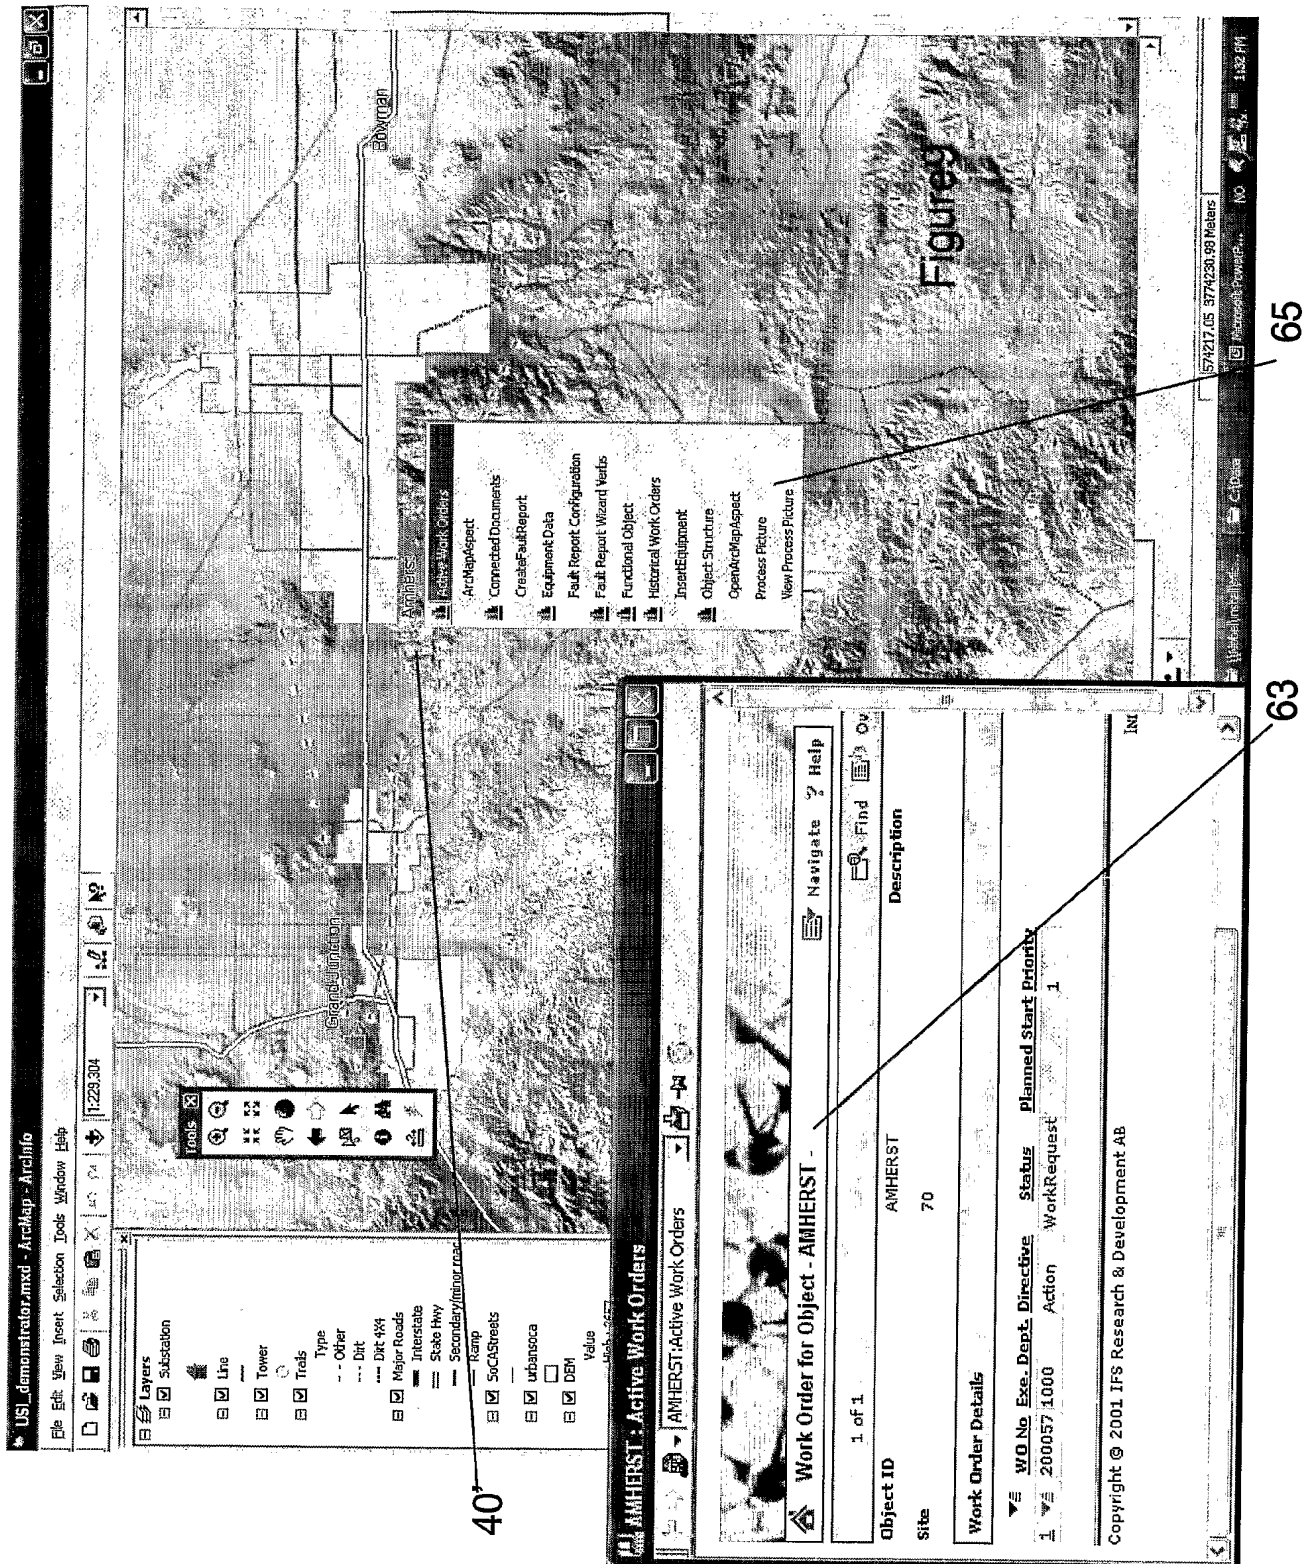 USI_demonstrator.mxd - ArcMap - ArcInfo
File Edit View Insert Selection Tools Window Help
1:229,304
Layers
Substation
Line
Tower
Trails
Type
Other
Dirt
Dirt 4X4
Major Roads
Interstate
State Hwy
Secondary/minor road
Ramp
SoCAStreets
urbansoca
DEM
Value
Tools
Grand Junction
Amherst
Bowman
Active Work Orders
ArcMapAspect
Connected Documents
CreateFaultReport
Equipment Data
Fault Report Configuration
Fault Report Wizard Verbs
Functional Object
Historical Work Orders
InsertEquipment
Object Structure
OpenArcMapAspect
Process Picture
View Process Picture
Figure9
574217.05 3774230.98 Meters
NO
1:32 PM
AMHERST : Active Work Orders
AMHERST:Active Work Orders
Work Order for Object - AMHERST -
Navigate ? Help
1 of 1
Find
Ov
Object ID AMHERST Description
Site 70
Work Order Details
WO No Exe. Dept. Directive Status Planned Start Priority
1 200057 1000 Action WorkRequest 1
Copyright @ 2001 IFS Research & Development AB
40'
63
65